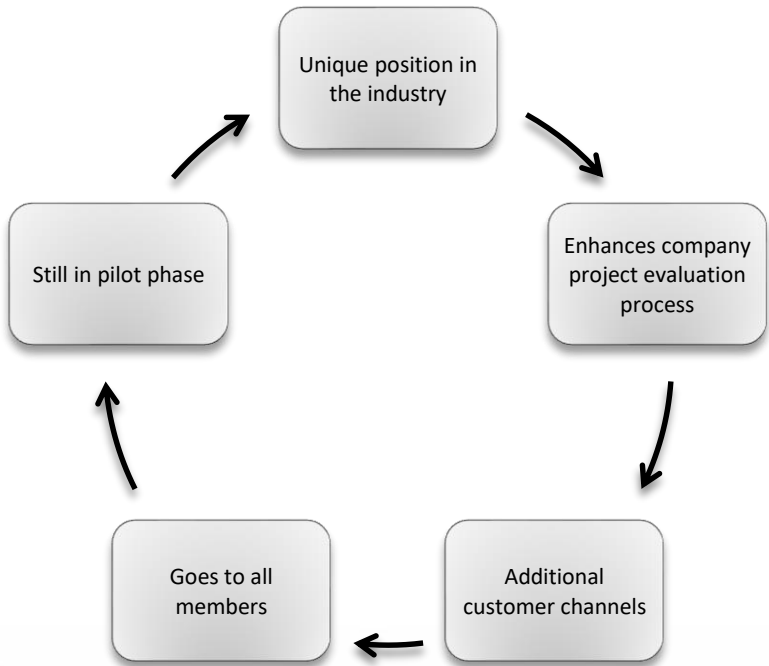 Unique position in
the industry
Enhances company
project evaluation
process
Additional
customer channels
Goes to all
members
Still in pilot phase